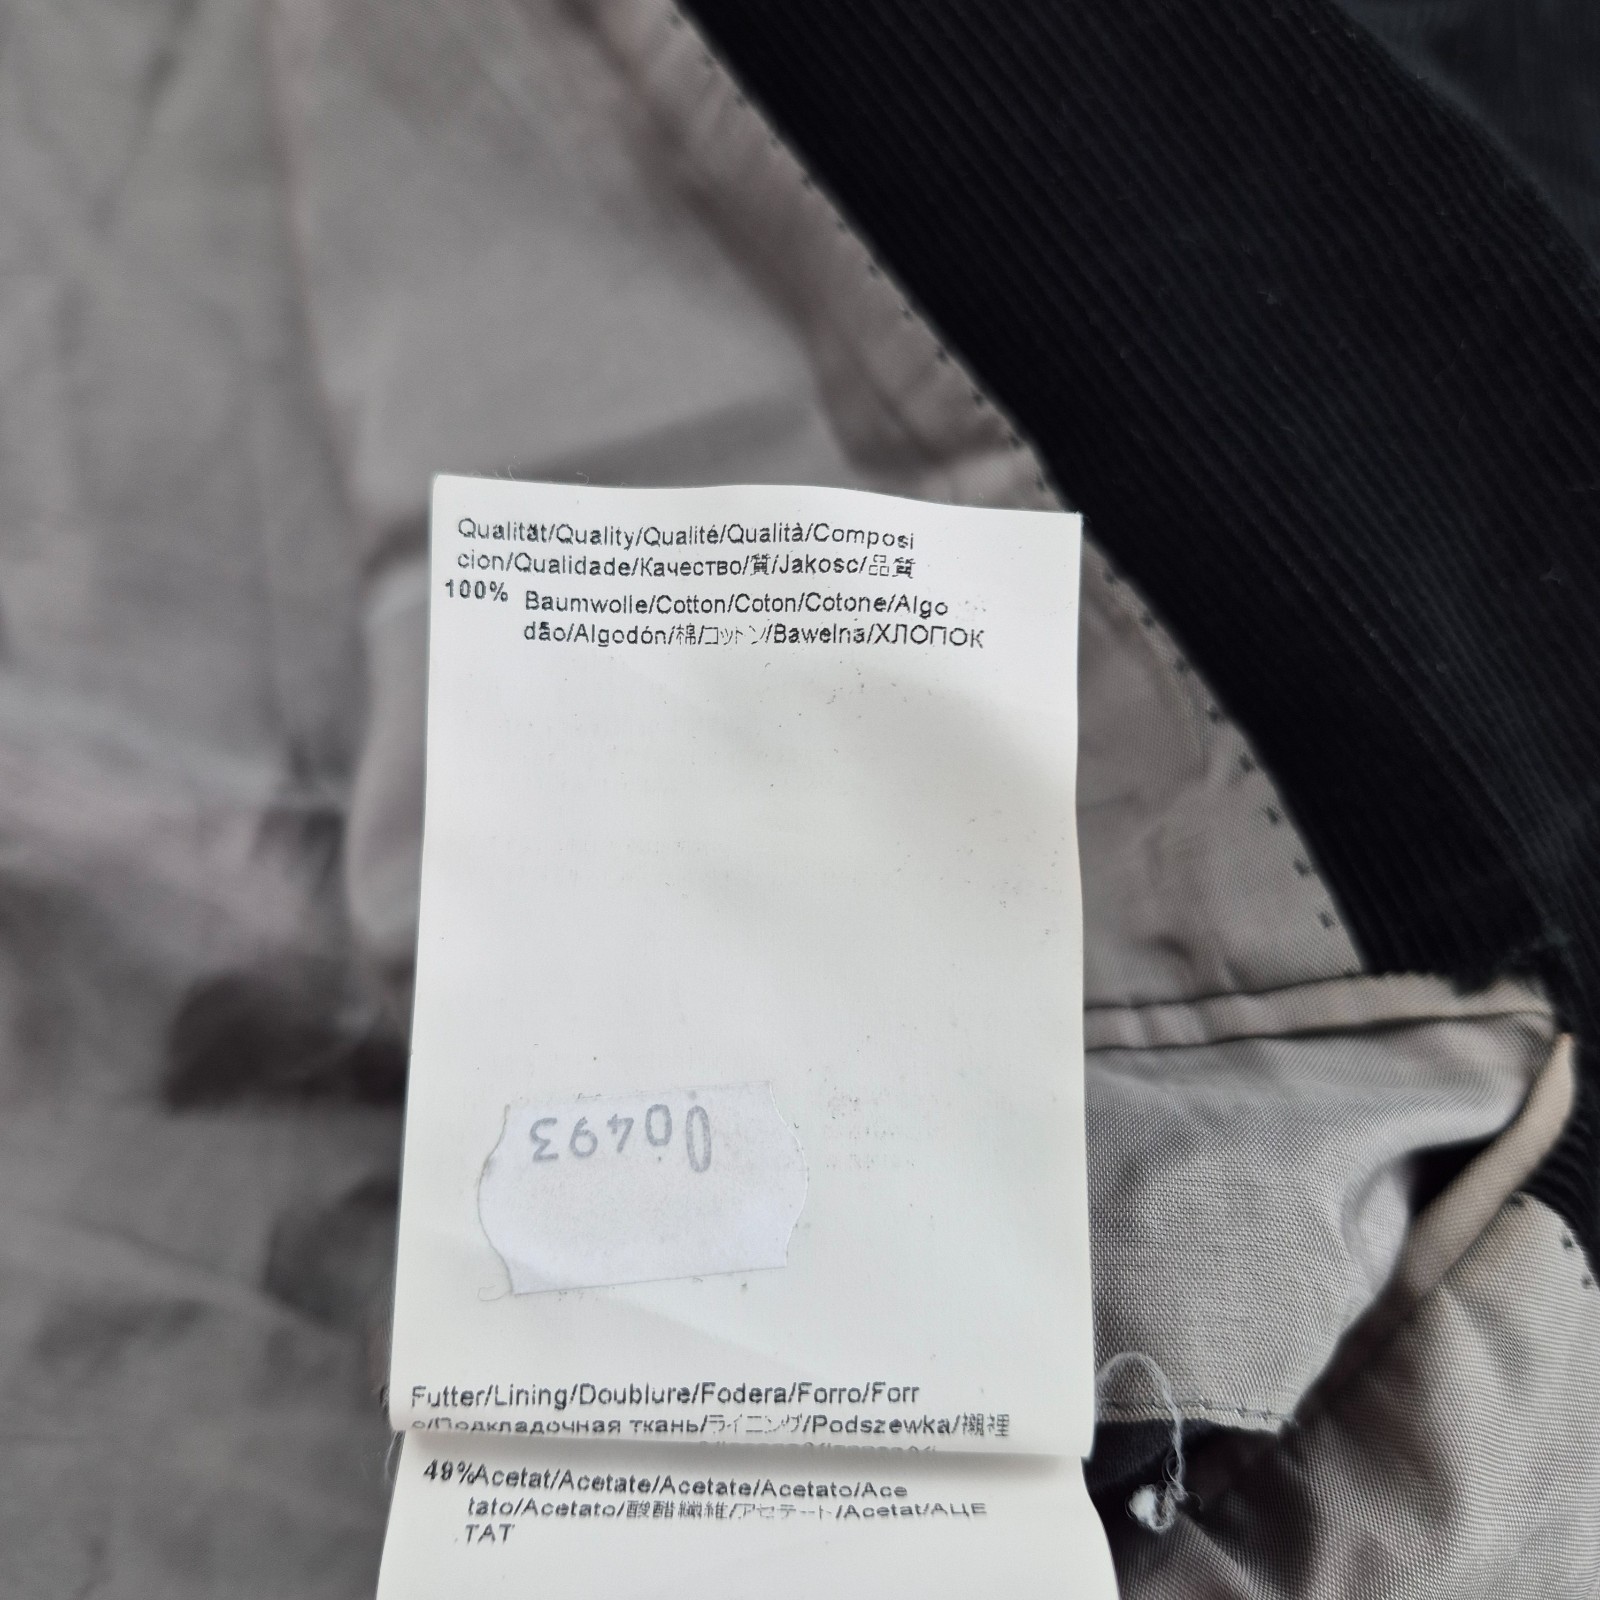 Qualität/Quality/Qualité/Qualità/Composi
cion/Qualidade/Качество/質/Jakosc/品質
100% Baumwolle/Cotton/Coton/Cotone/Algo
dão/Algodón/棉/コットン/Bawelna/ХЛОПОК
00493
Futter/Lining/Doublure/Fodera/Forro/Forr
o/Подкладочная ткань/ライニング/Podszewka/襯裡
49%Acetat/Acetate/Acetate/Acetato/Ace
tato/Acetato/醋酸纖維/アセテート/Acetat/АЦЕ
ТАТ